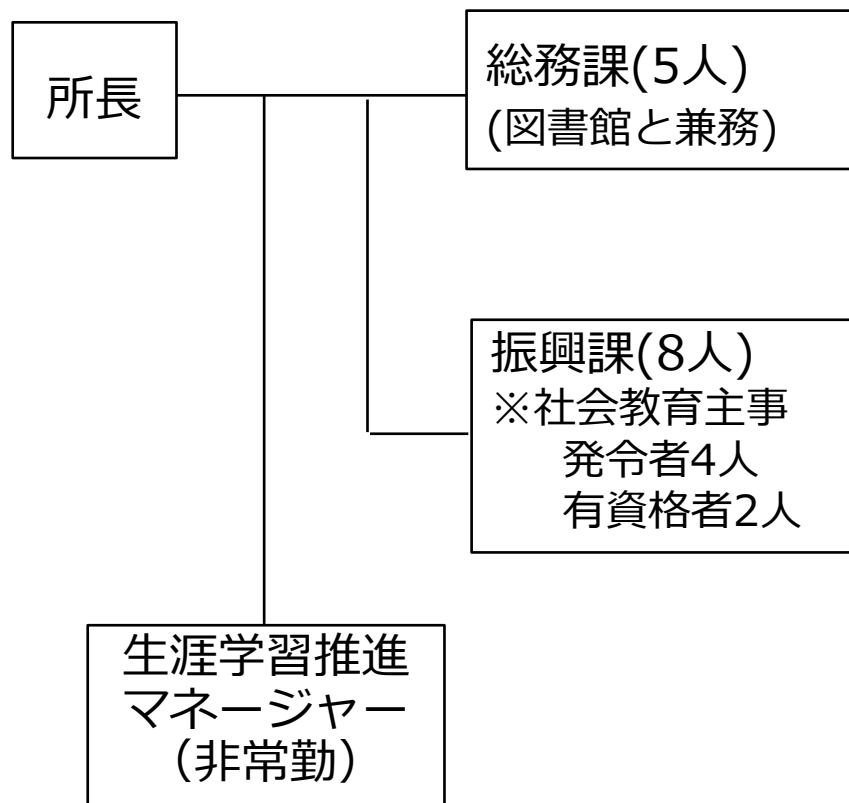 所長
総務課(5人)
(図書館と兼務)
振興課(8人)
※社会教育主事
発令者4人
有資格者2人
生涯学習推進
マネージャー
（非常勤）